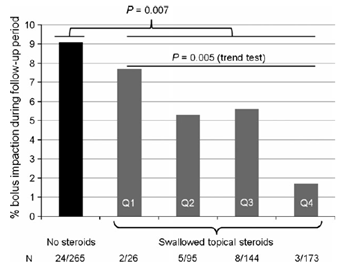 P = 0.007
P = 0.005 (trend test)
% bolus impaction during follow-up period
10
9
8
7
6
5
4
3
2
1
0
Q1 Q2 Q3 Q4
No steroids Swallowed topical steroids
N 24/265 2/26 5/95 8/144 3/173